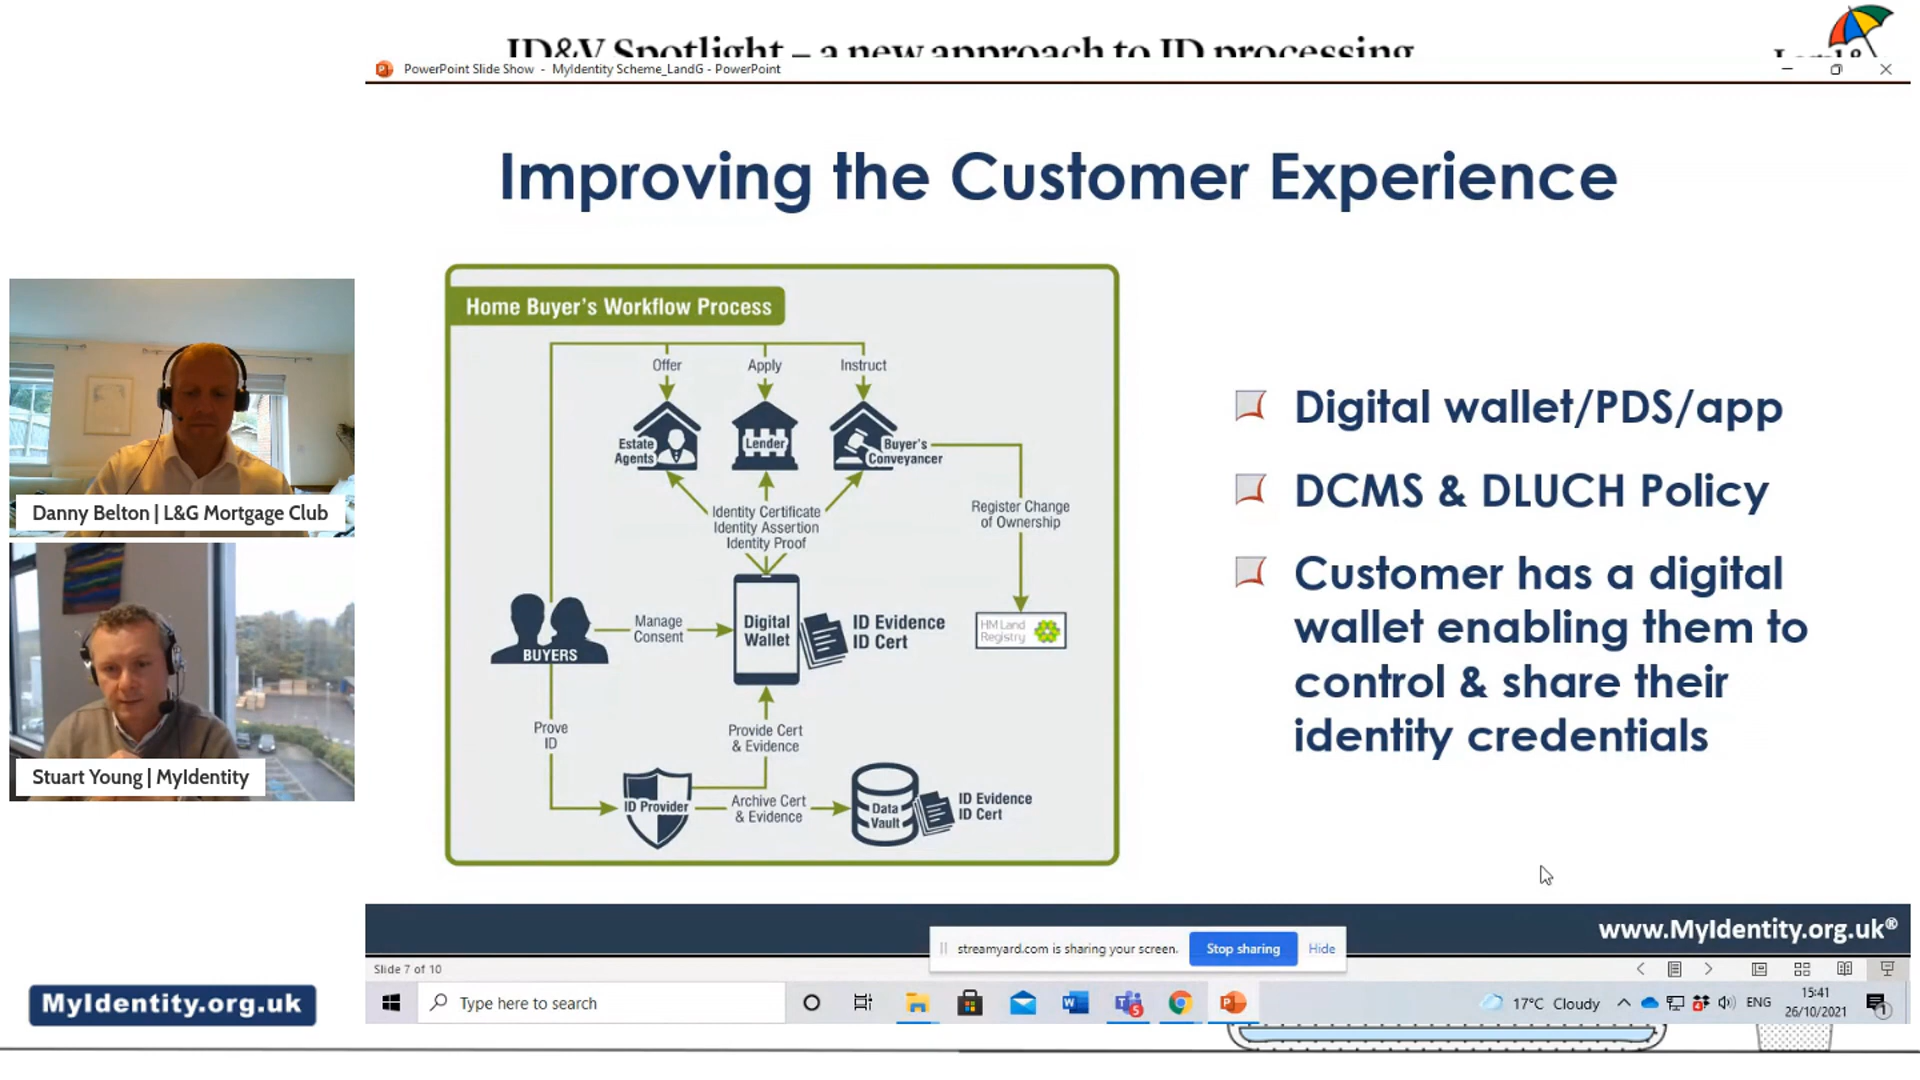 ID&V Spotlight – a new approach to ID processing
PowerPoint Slide Show - MyIdentity Scheme_LandG - PowerPoint
Improving the Customer Experience
Home Buyer's Workflow Process
Offer
Apply
Instruct
Estate
Agents
Lender
Buyer's
Conveyancer
Identity Certificate
Identity Assertion
Identity Proof
Register Change
of Ownership
BUYERS
Manage
Consent
Digital
Wallet
ID Evidence
ID Cert
HM Land
Registry
Prove
ID
Provide Cert
& Evidence
ID Provider
Archive Cert
& Evidence
Data
Vault
ID Evidence
ID Cert
Digital wallet/PDS/app
DCMS & DLUCH Policy
Customer has a digital
wallet enabling them to
control & share their
identity credentials
Danny Belton | L&G Mortgage Club
Stuart Young | MyIdentity
www.MyIdentity.org.uk®
streamyard.com is sharing your screen.
Stop sharing
Hide
Slide 7 of 10
MyIdentity.org.uk
Type here to search
17°C Cloudy
ENG
15:41
26/10/2021